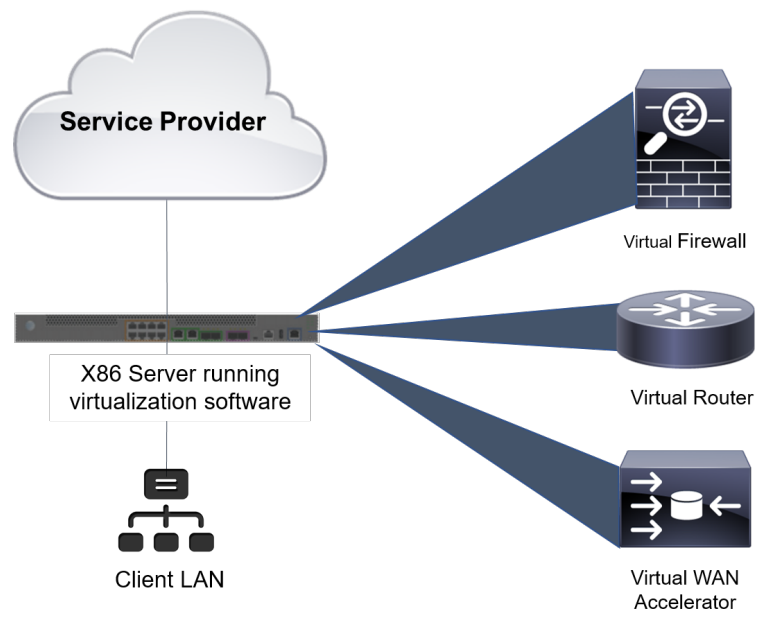 Service Provider
Virtual Firewall
X86 Server running
virtualization software
Virtual Router
Client LAN
Virtual WAN
Accelerator